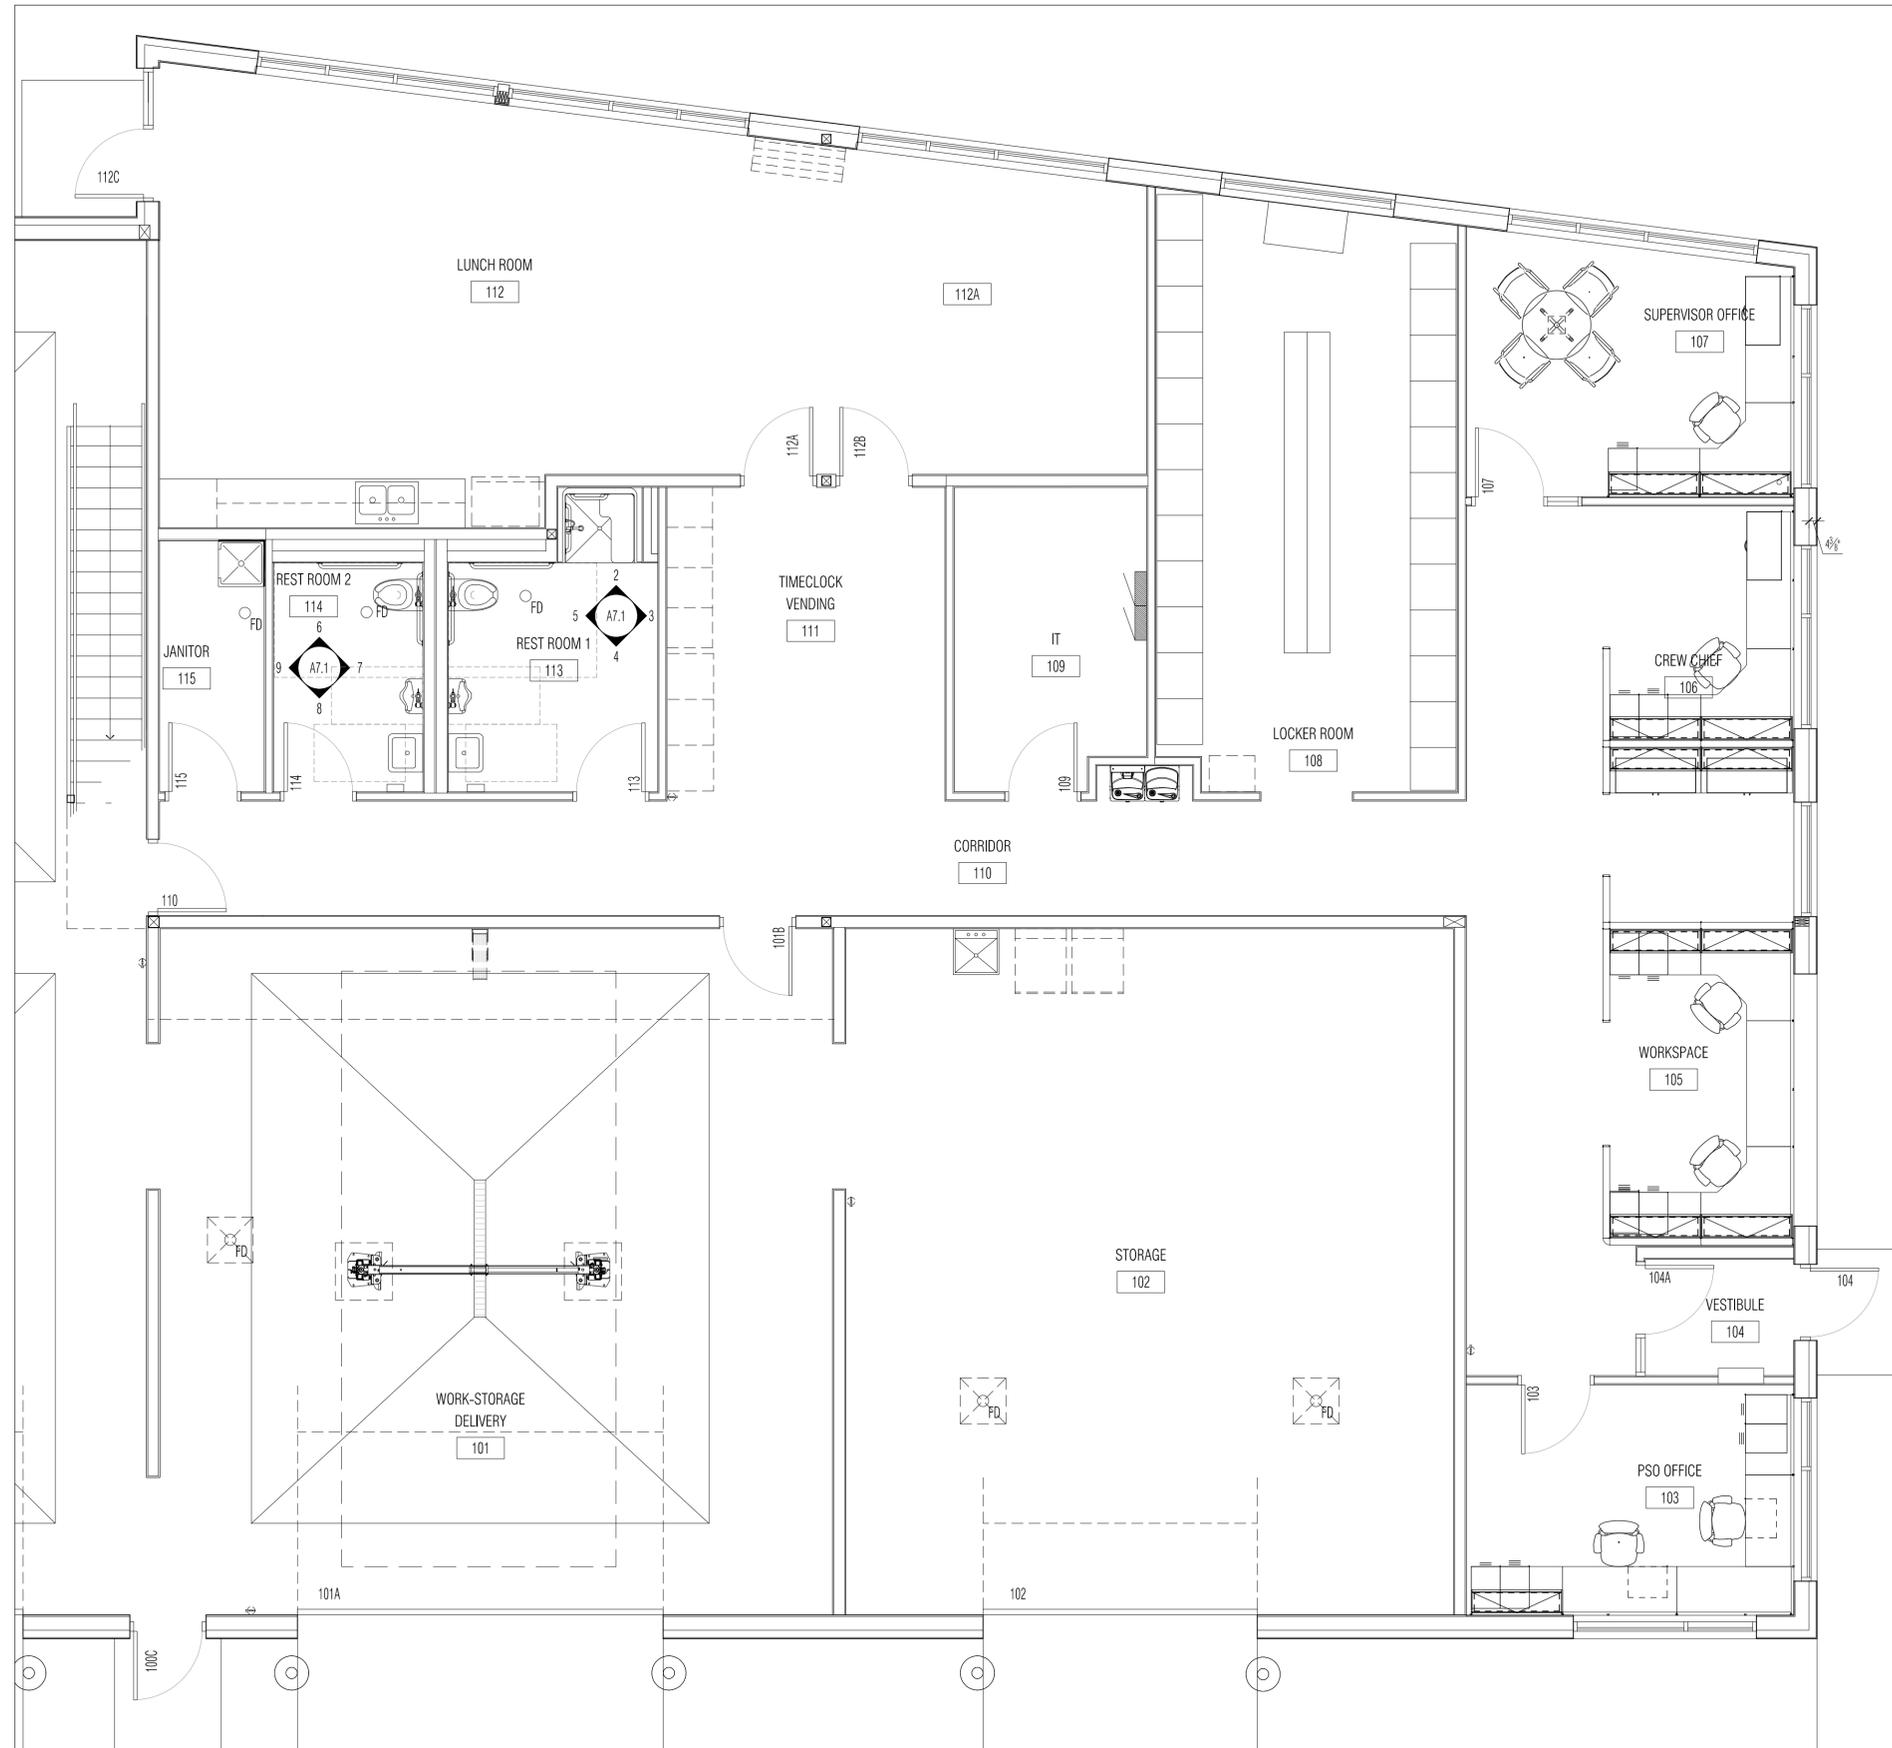 112C
LUNCH ROOM
112
112A
SUPERVISOR OFFICE
107
112A
112B
107
4⅜"
REST ROOM 2
114
FD
FD
6
9
A7.1
7
8
FD
2
5
A7.1
3
4
REST ROOM 1
113
TIMECLOCK
VENDING
111
IT
109
JANITOR
115
CREW CHIEF
106
LOCKER ROOM
108
115
114
113
109
CORRIDOR
110
110
101B
WORKSPACE
105
FD
STORAGE
102
104A
104
VESTIBULE
104
WORK-STORAGE
DELIVERY
101
FD
FD
103
PSO OFFICE
103
101A
102
100C